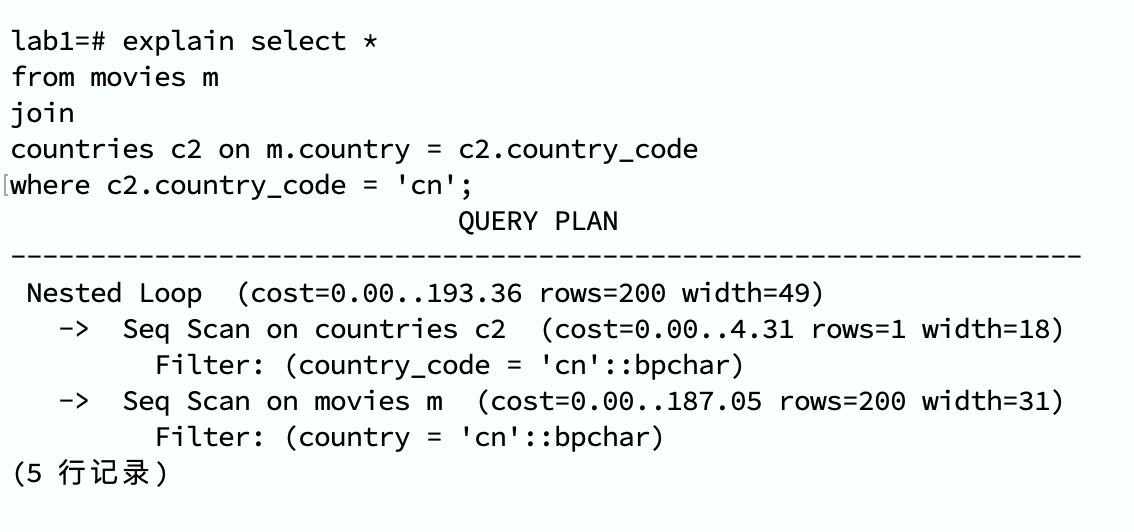 lab1=# explain select *
from movies m
join
countries c2 on m.country = c2.country_code
[where c2.country_code = 'cn';
QUERY PLAN
-------------------------------------------------------------------
Nested Loop  (cost=0.00..193.36 rows=200 width=49)
->  Seq Scan on countries c2  (cost=0.00..4.31 rows=1 width=18)
Filter: (country_code = 'cn'::bpchar)
->  Seq Scan on movies m  (cost=0.00..187.05 rows=200 width=31)
Filter: (country = 'cn'::bpchar)
(5 行记录)